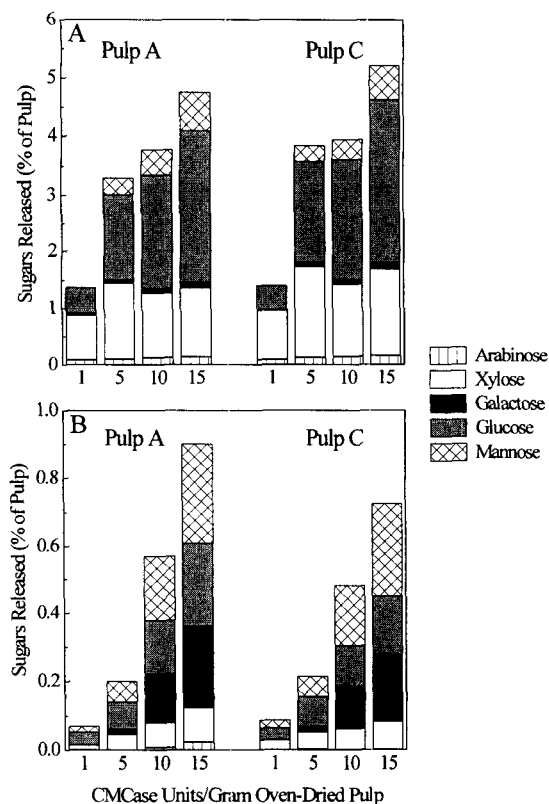 A
Pulp A
Pulp C
Sugars Released (% of Pulp)
6
5
4
3
2
1
0
1 5 10 15 1 5 10 15
Arabinose
Xylose
Galactose
Glucose
Mannose
B
Pulp A
Pulp C
Sugars Released (% of Pulp)
1.0
0.8
0.6
0.4
0.2
0.0
1 5 10 15 1 5 10 15
CMCase Units/Gram Oven-Dried Pulp